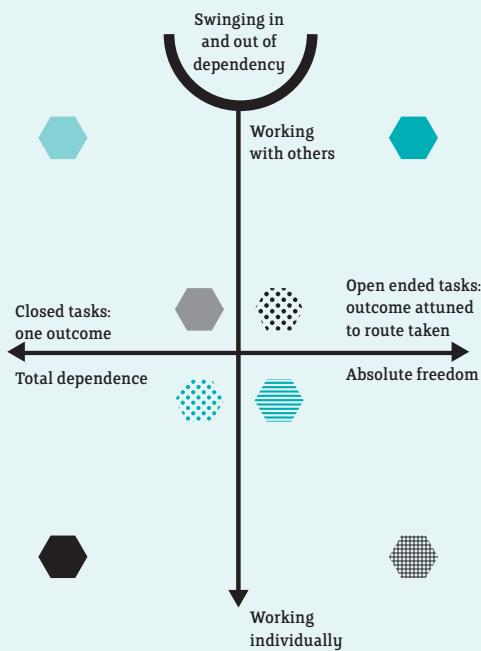 Swinging in
and out of
dependency
Working
with others
Closed tasks:
one outcome
Open ended tasks:
outcome attuned
to route taken
Total dependence
Absolute freedom
Working
individually